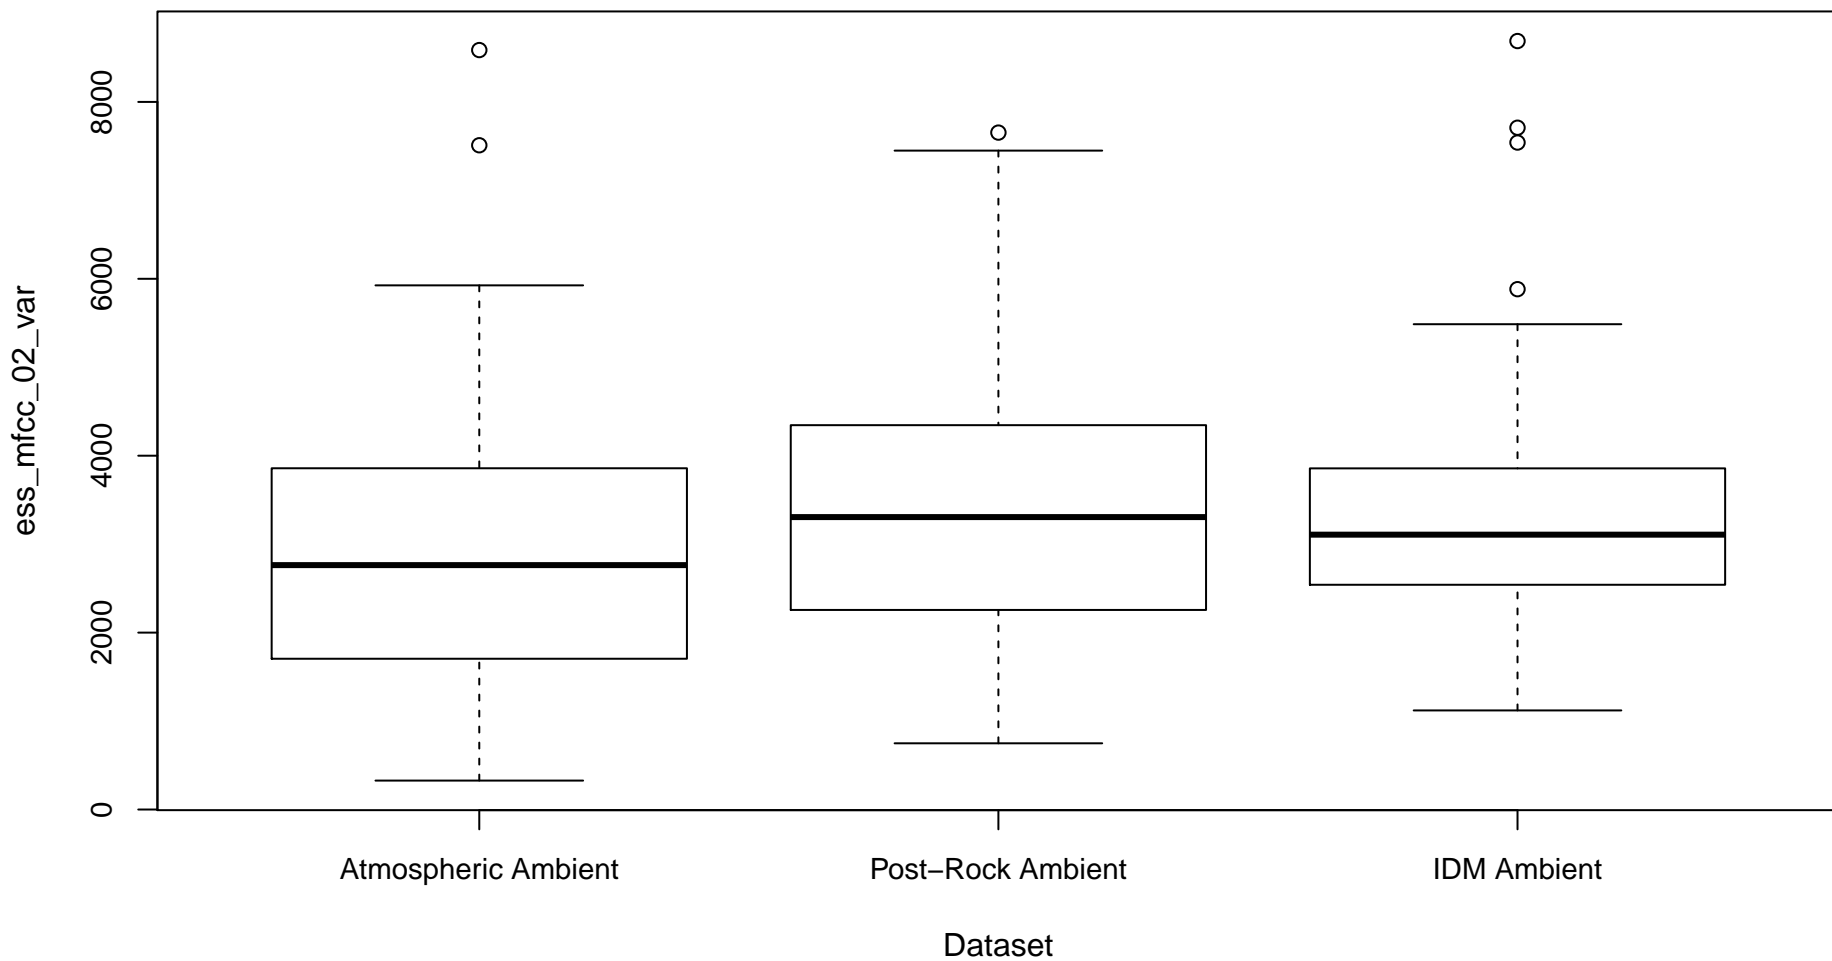 ess_mfcc_02_var
8000
6000
4000
2000
0
Atmospheric Ambient
Post−Rock Ambient
IDM Ambient
Dataset